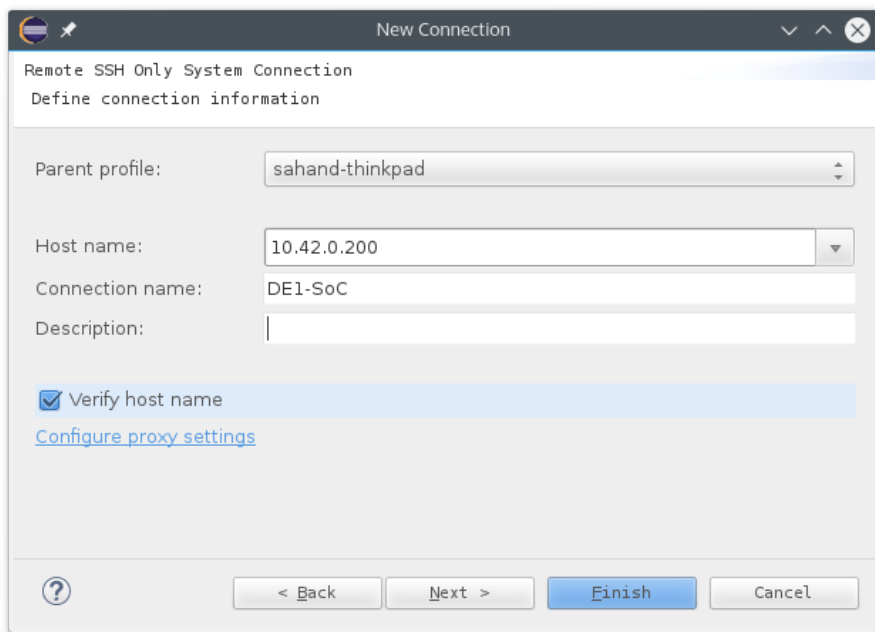 New Connection
Remote SSH Only System Connection
Define connection information
Parent profile: sahand-thinkpad
Host name: 10.42.0.200
Connection name: DE1-SoC
Description:
Verify host name
Configure proxy settings
? < Back Next > Finish Cancel